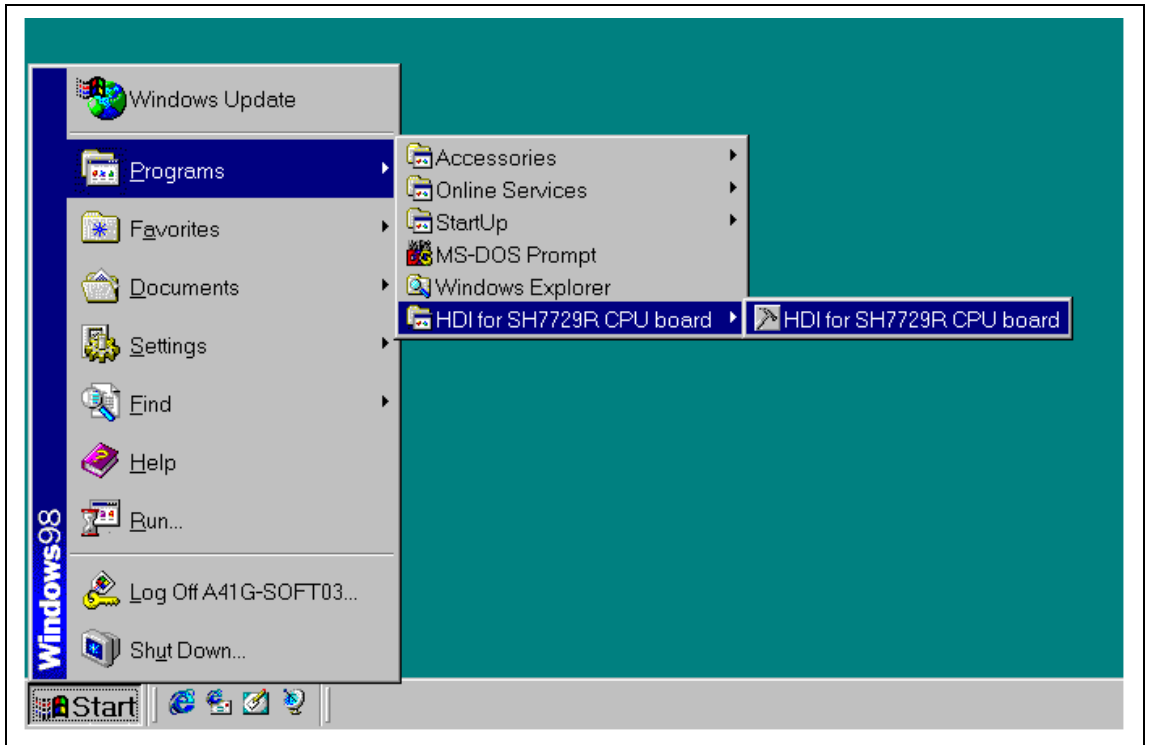 Windows Update
Programs
Favorites
Documents
Settings
Find
Help
Run...
Log Off A41G-SOFT03...
Shut Down...
Windows98
Accessories
Online Services
StartUp
MS-DOS Prompt
Windows Explorer
HDI for SH7729R CPU board
HDI for SH7729R CPU board
Start